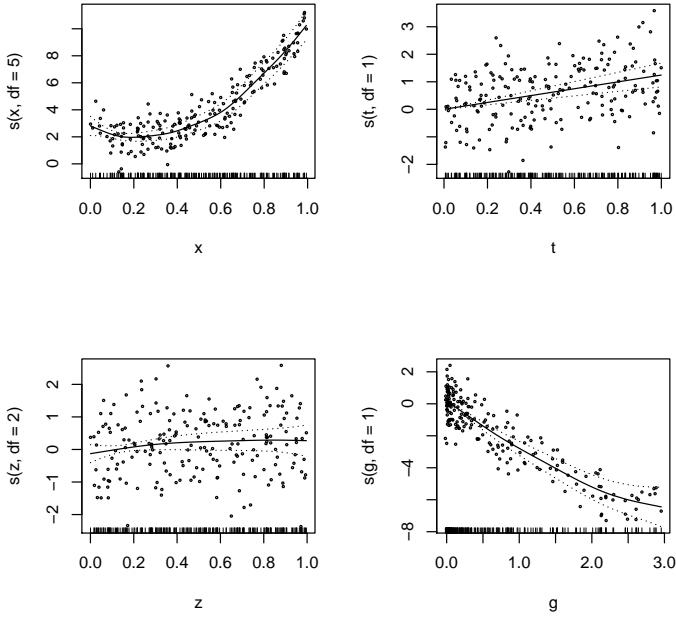 s(x, df = 5)
0 2 4 6 8
0.0 0.2 0.4 0.6 0.8 1.0
x
s(t, df = 1)
−2 0 1 2 3
0.0 0.2 0.4 0.6 0.8 1.0
t
s(z, df = 2)
−2 −1 0 1 2
0.0 0.2 0.4 0.6 0.8 1.0
z
s(g, df = 1)
−8 −4 0 2
0.0 1.0 2.0 3.0
g